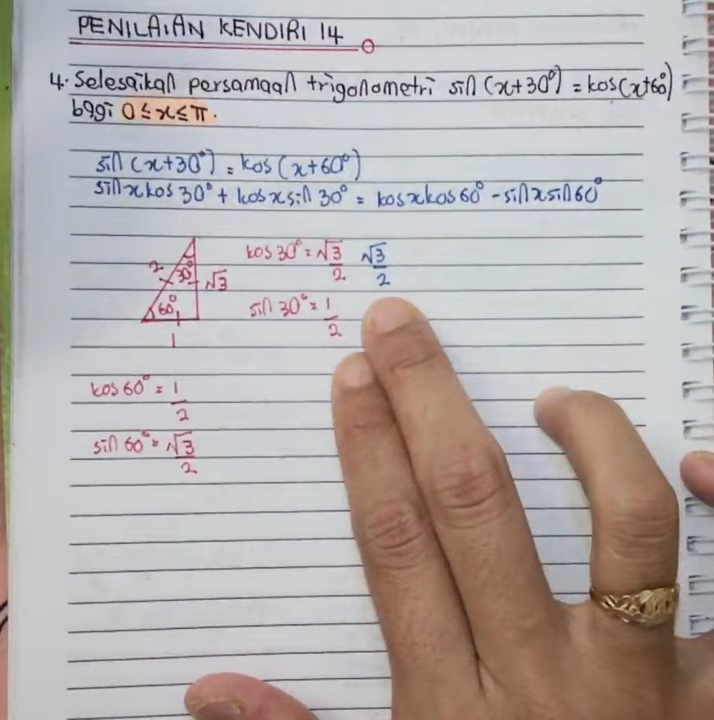 PENILAIAN KENDIRI 14
4. Selesaikan persamaan trigonometri sin (x+30°) = kos(x+60°)
bagi 0 ≤ x ≤ π.
sin (x+30°) = kos (x+60°)
sin x kos 30° + kos x sin 30° = kos x kos 60° - sin x sin 60°
2 30° √3
60°
1
kos 30° = √3/2 √3/2
sin 30° = 1/2
kos 60° = 1/2
sin 60° = √3/2